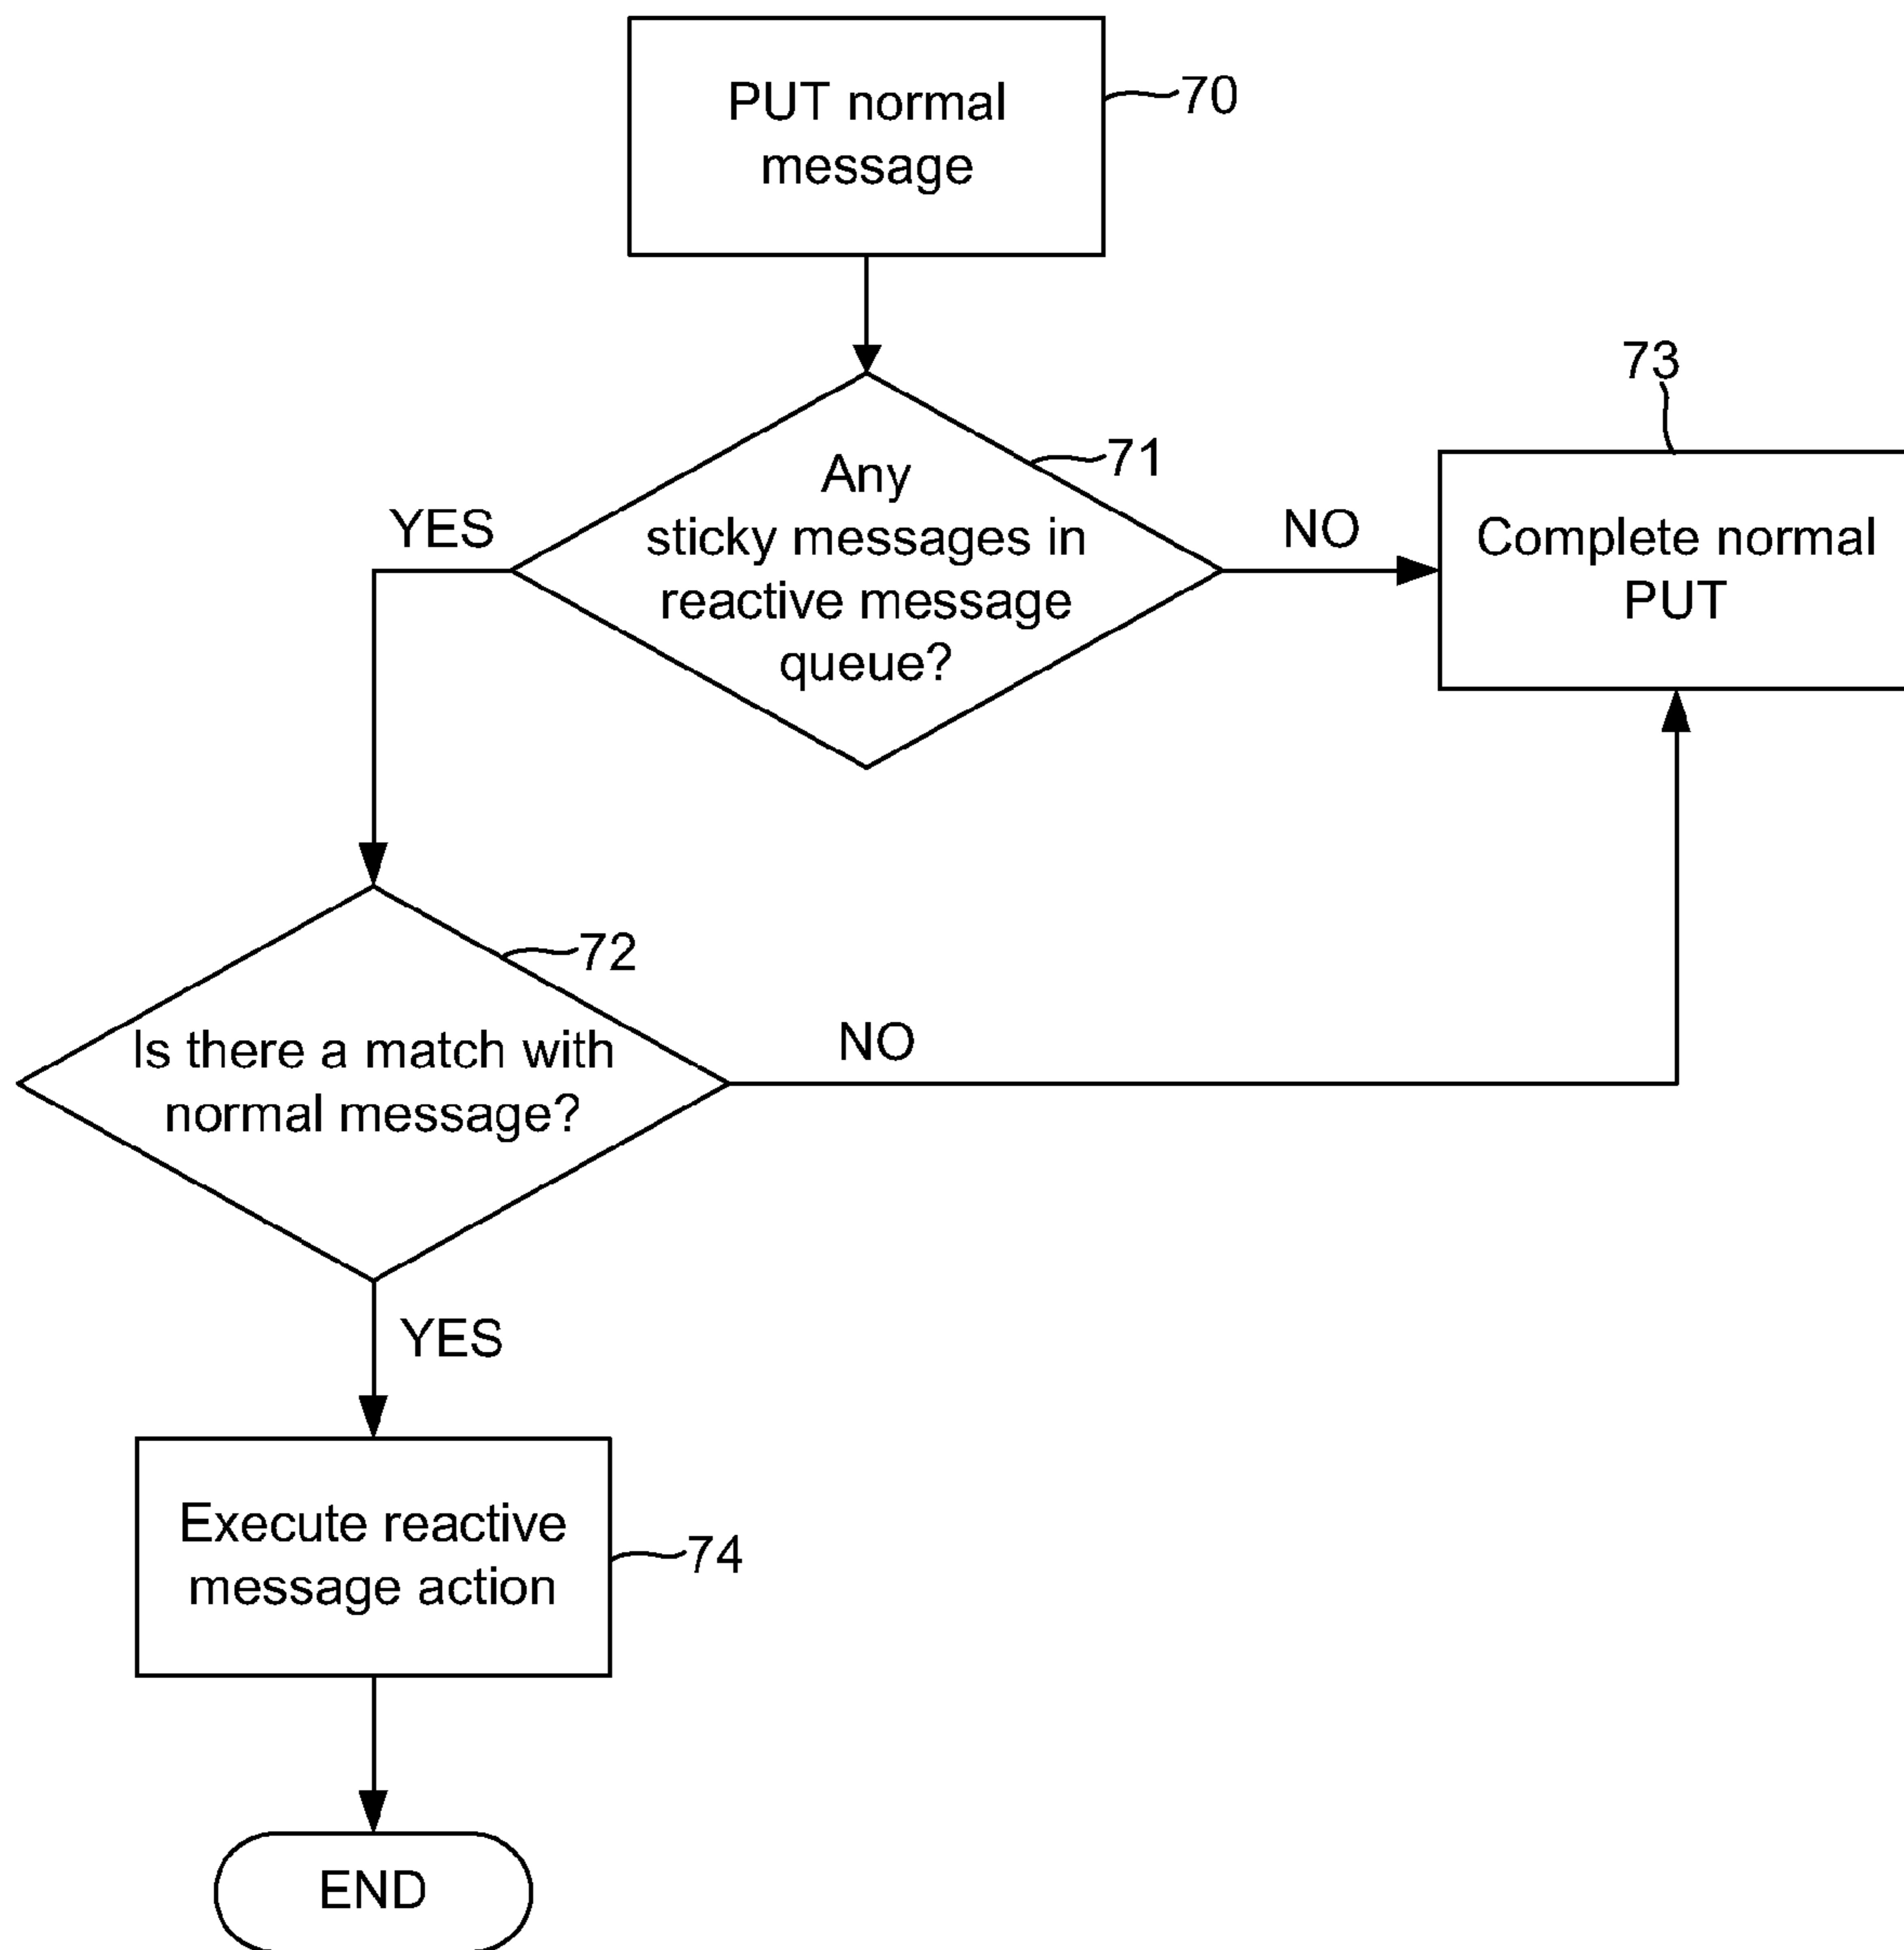 PUT normal
message
70
Any
sticky messages in
reactive message
queue?
71
YES
NO
73
Complete normal
PUT
72
Is there a match with
normal message?
NO
YES
Execute reactive
message action
74
END